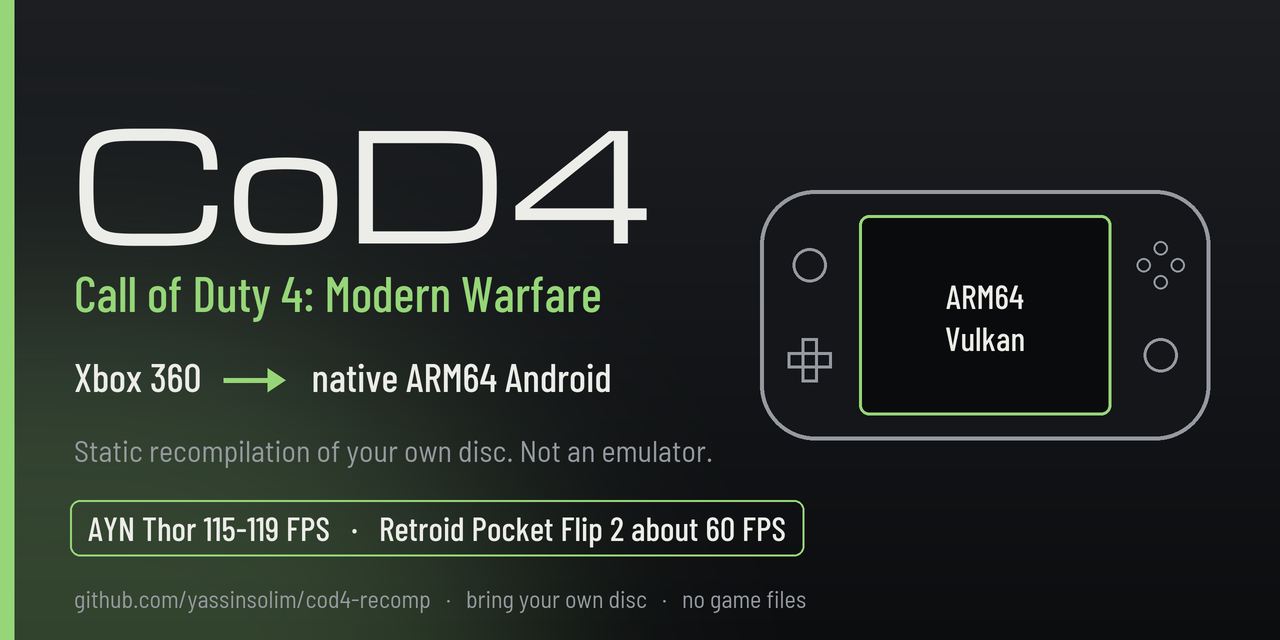 CoD4
Call of Duty 4: Modern Warfare
Xbox 360 → native ARM64 Android
Static recompilation of your own disc. Not an emulator.
AYN Thor 115-119 FPS · Retroid Pocket Flip 2 about 60 FPS
github.com/yassinsolim/cod4-recomp · bring your own disc · no game files
ARM64
Vulkan